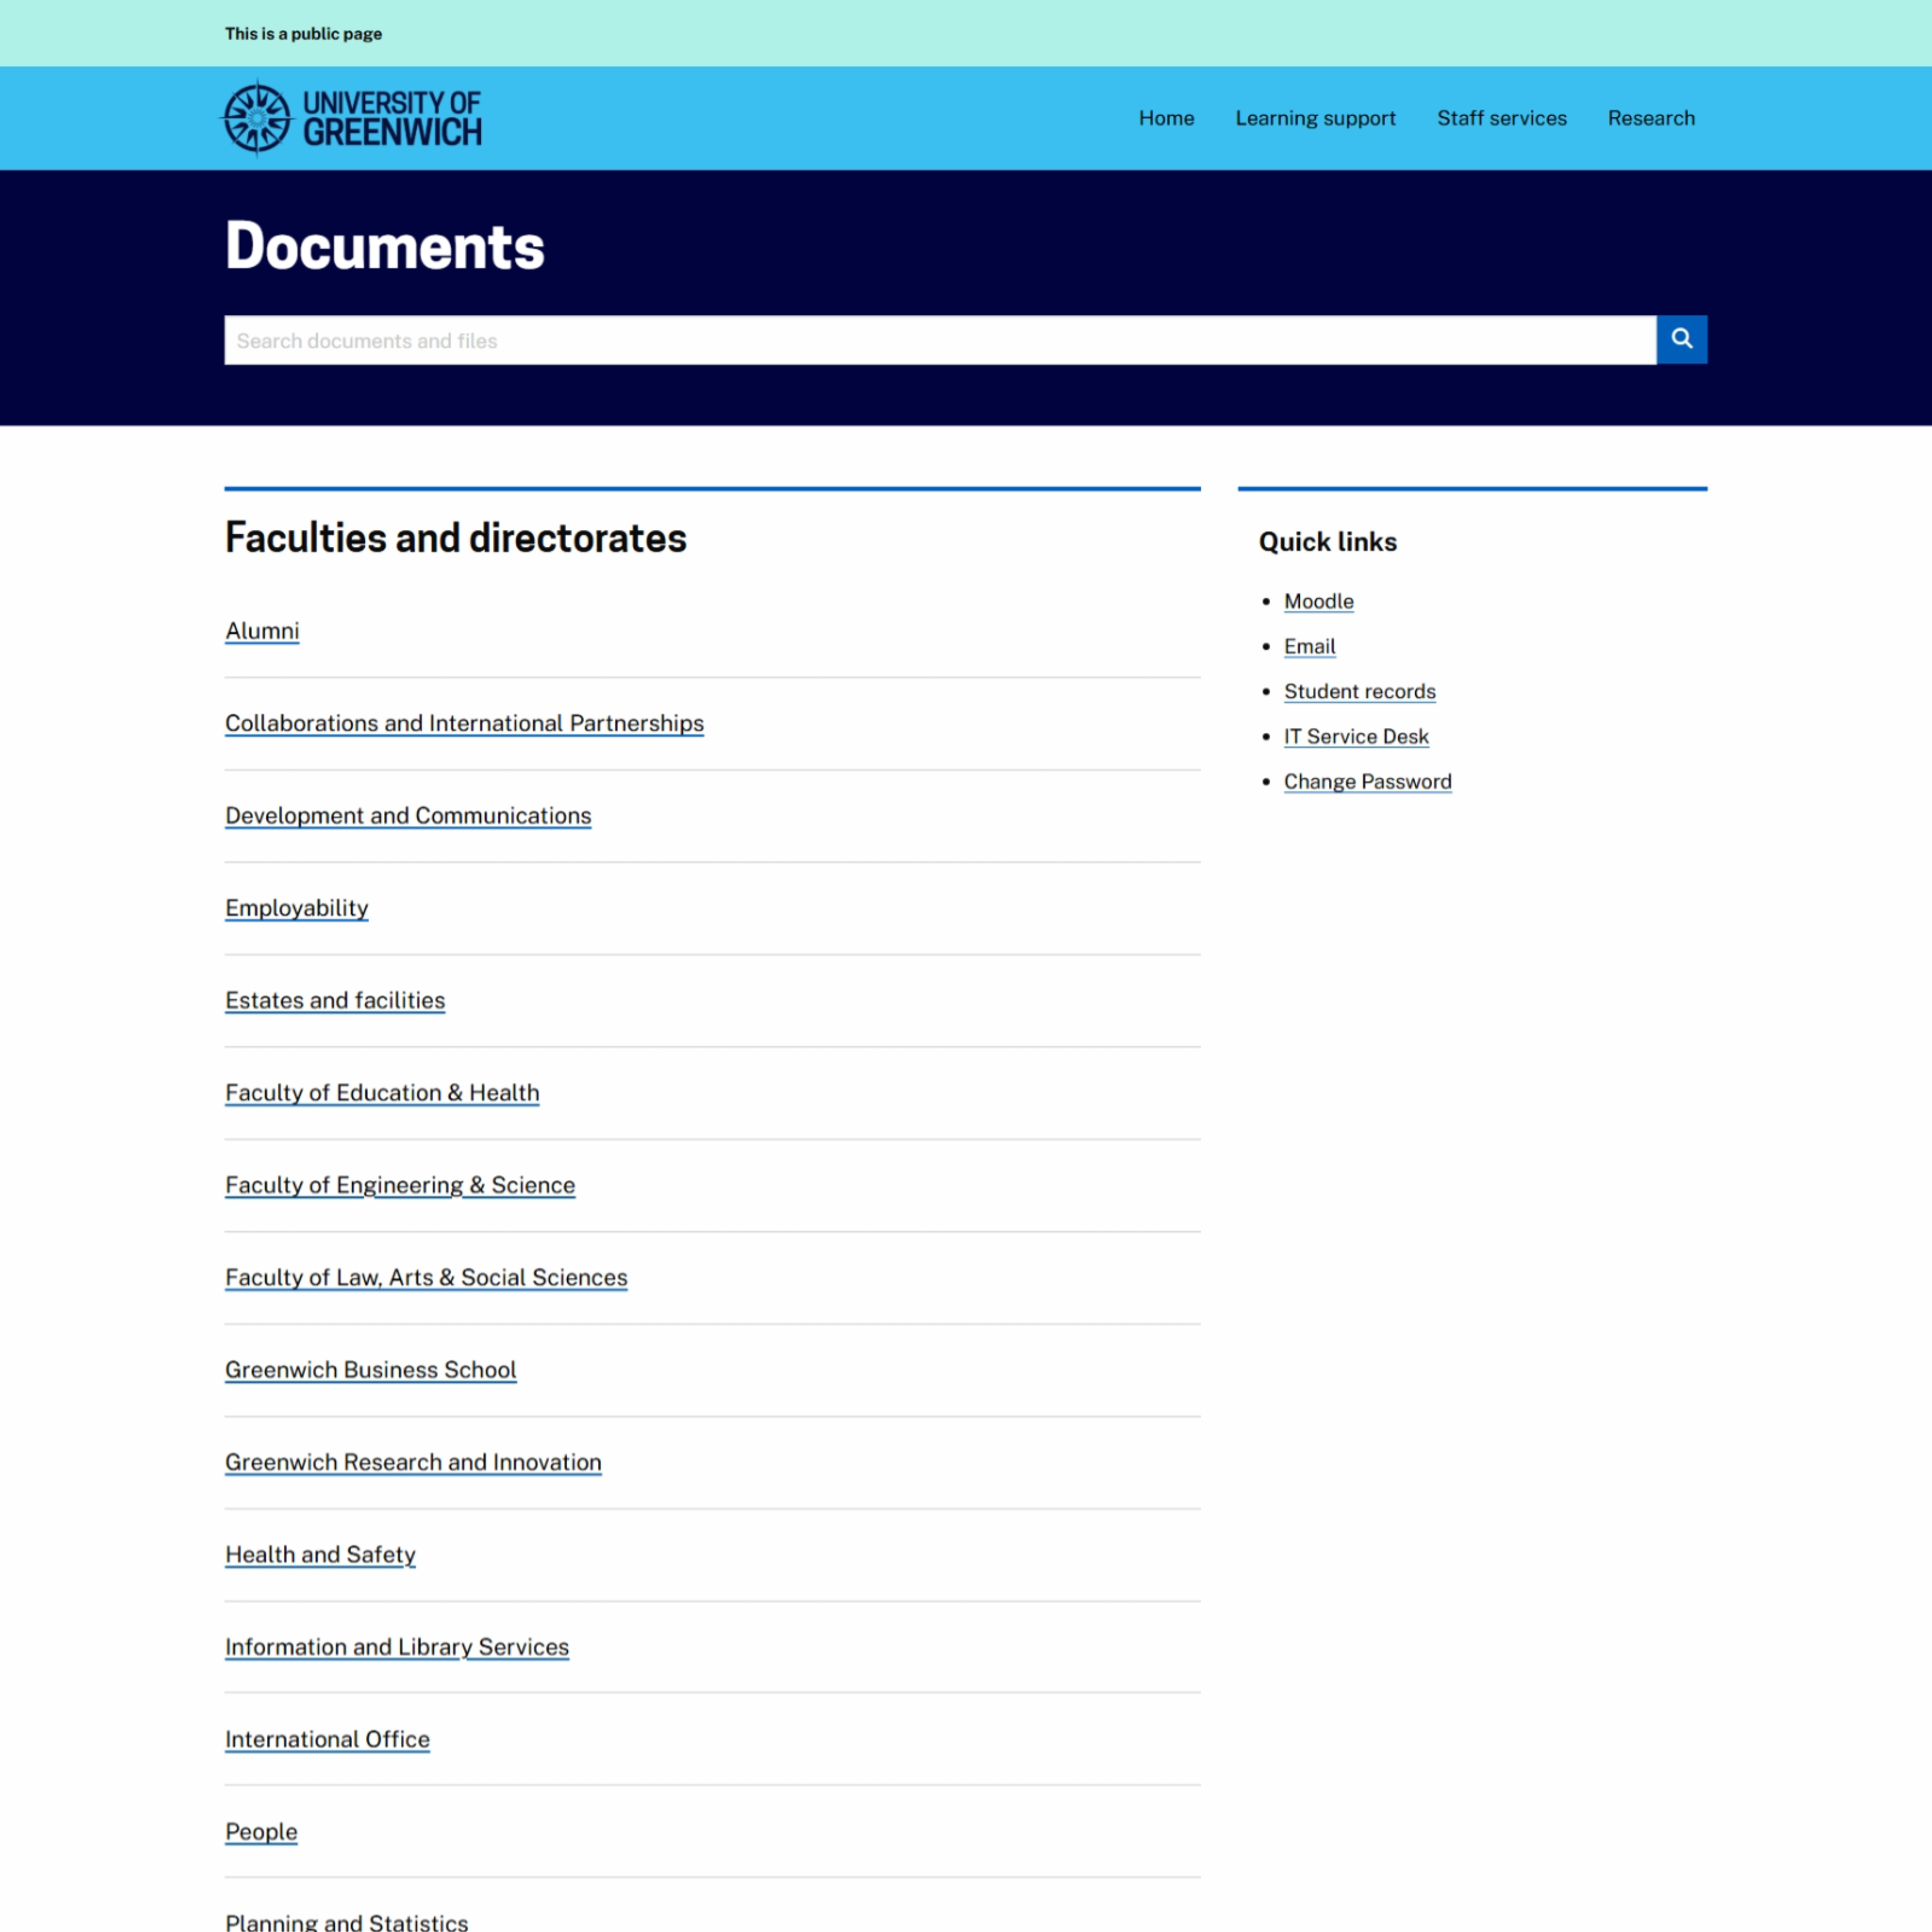 This is a public page
UNIVERSITY OF
GREENWICH
Home
Learning support
Staff services
Research
Documents
Search documents and files
Faculties and directorates
Alumni
Collaborations and International Partnerships
Development and Communications
Employability
Estates and facilities
Faculty of Education & Health
Faculty of Engineering & Science
Faculty of Law, Arts & Social Sciences
Greenwich Business School
Greenwich Research and Innovation
Health and Safety
Information and Library Services
International Office
People
Planning and Statistics
Quick links
Moodle
Email
Student records
IT Service Desk
Change Password